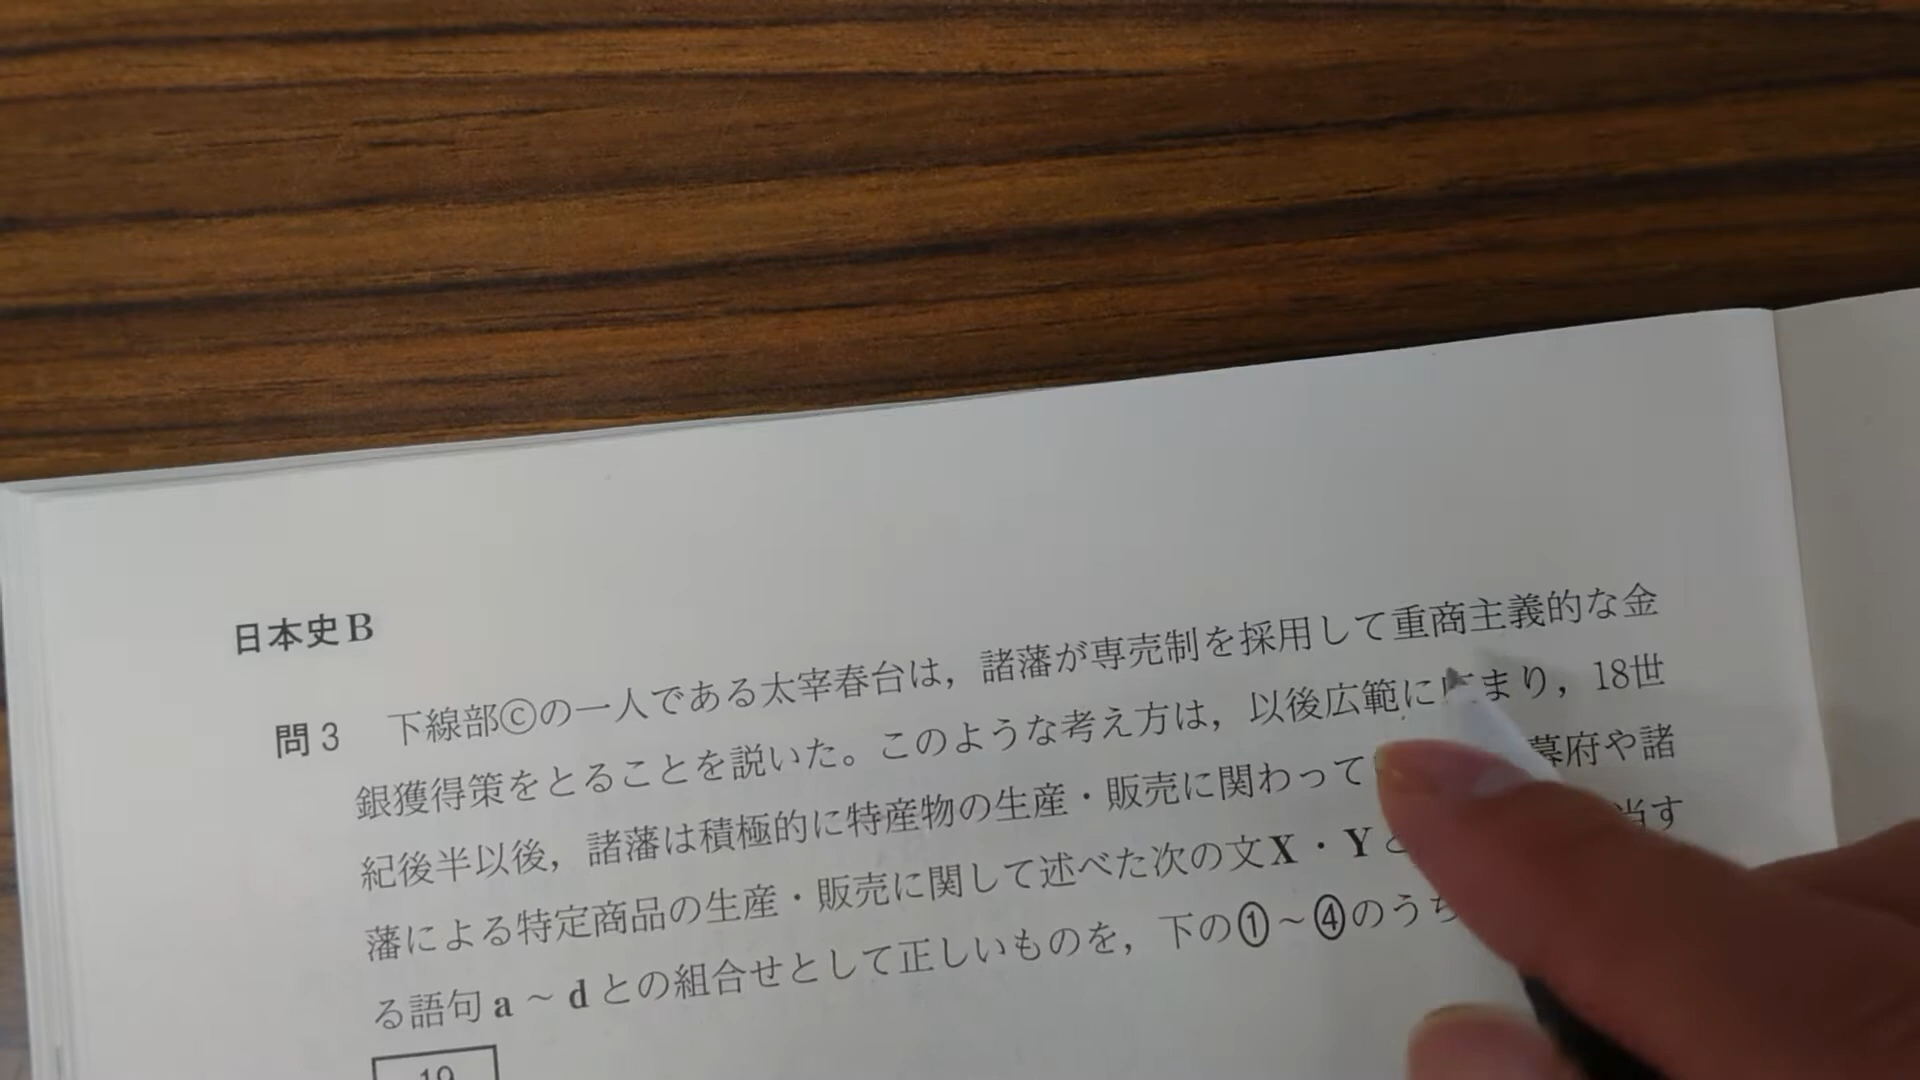 日本史B
問3 下線部ⓒの一人である太宰春台は，諸藩が専売制を採用して重商主義的な金
銀獲得策をとることを説いた。このような考え方は，以後広範に まり，18世
紀後半以後，諸藩は積極的に特産物の生産・販売に関わって 幕府や諸
藩による特定商品の生産・販売に関して述べた次の文X・Yと 当す
る語句a～dとの組合せとして正しいものを，下の①～④のうち
19